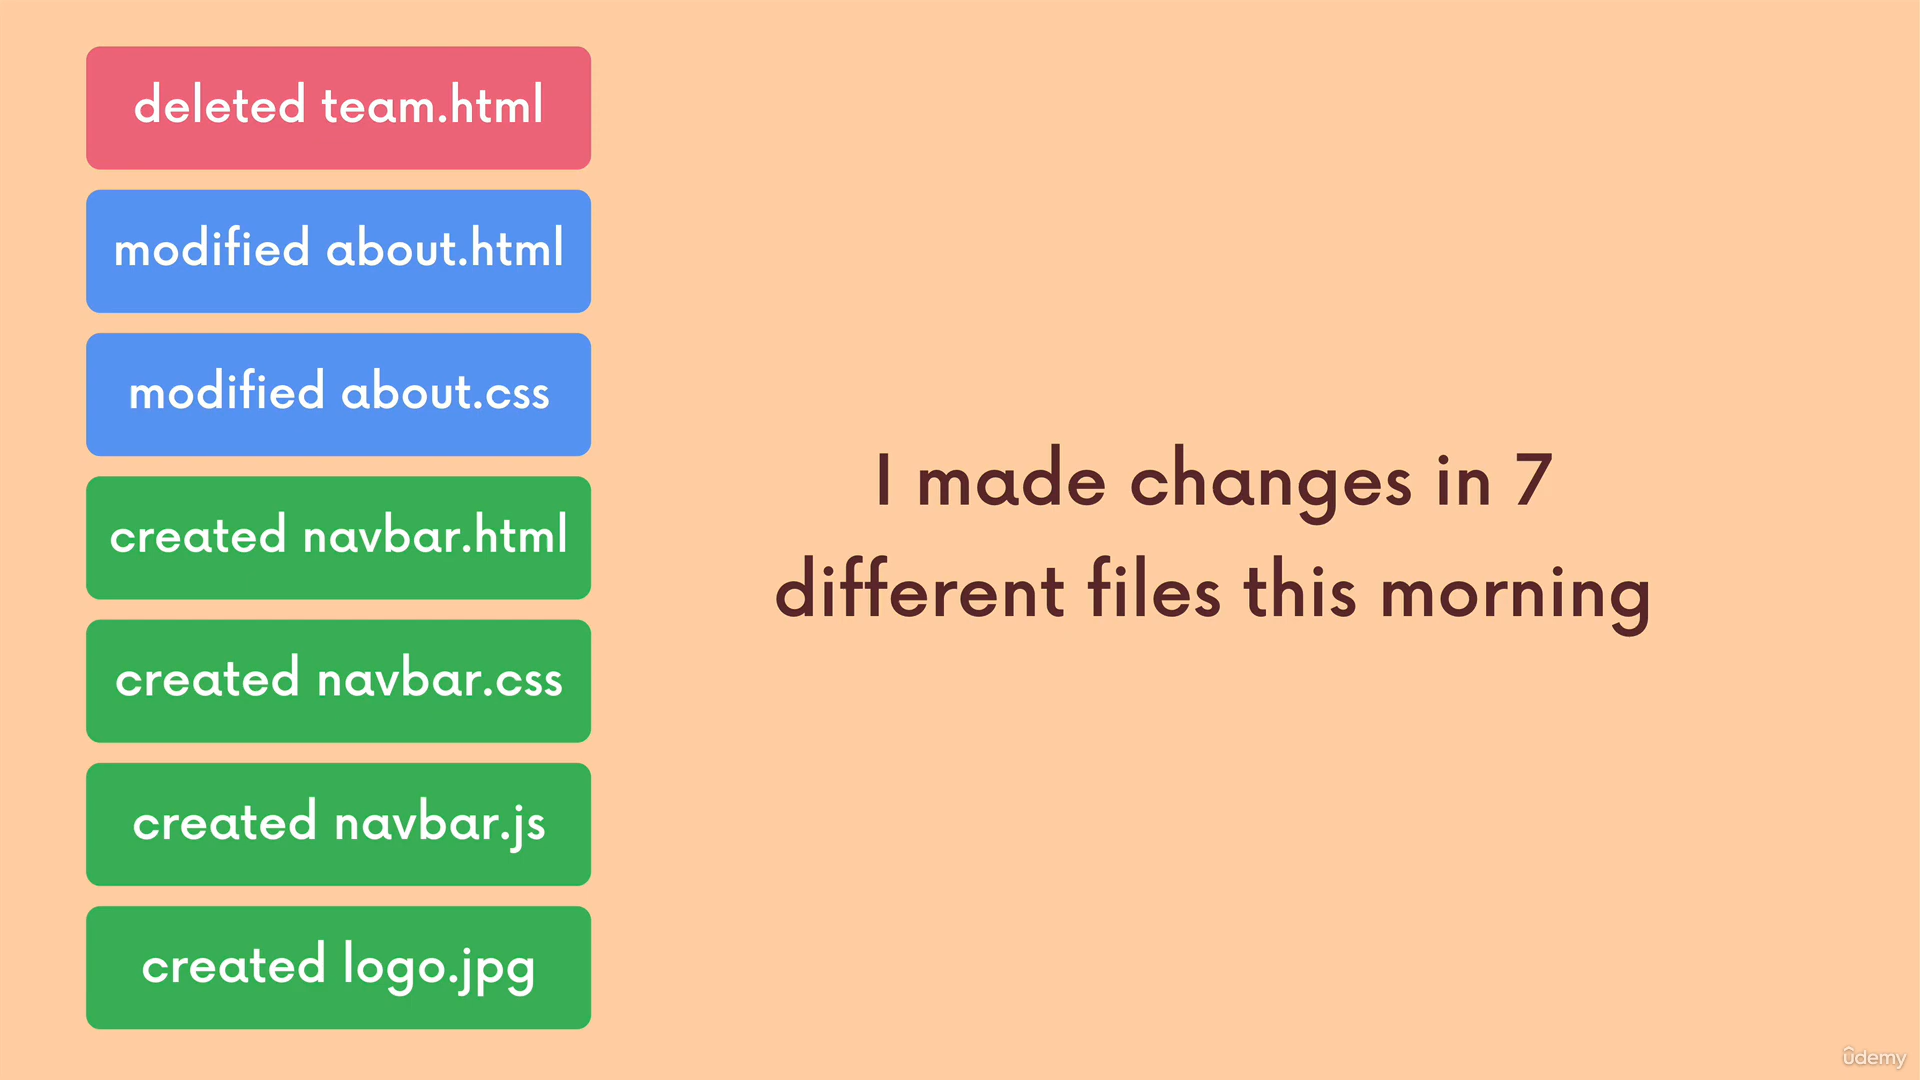 deleted team.html
modified about.html
modified about.css
created navbar.html
created navbar.css
created navbar.js
created logo.jpg
I made changes in 7
different files this morning
ûdemy